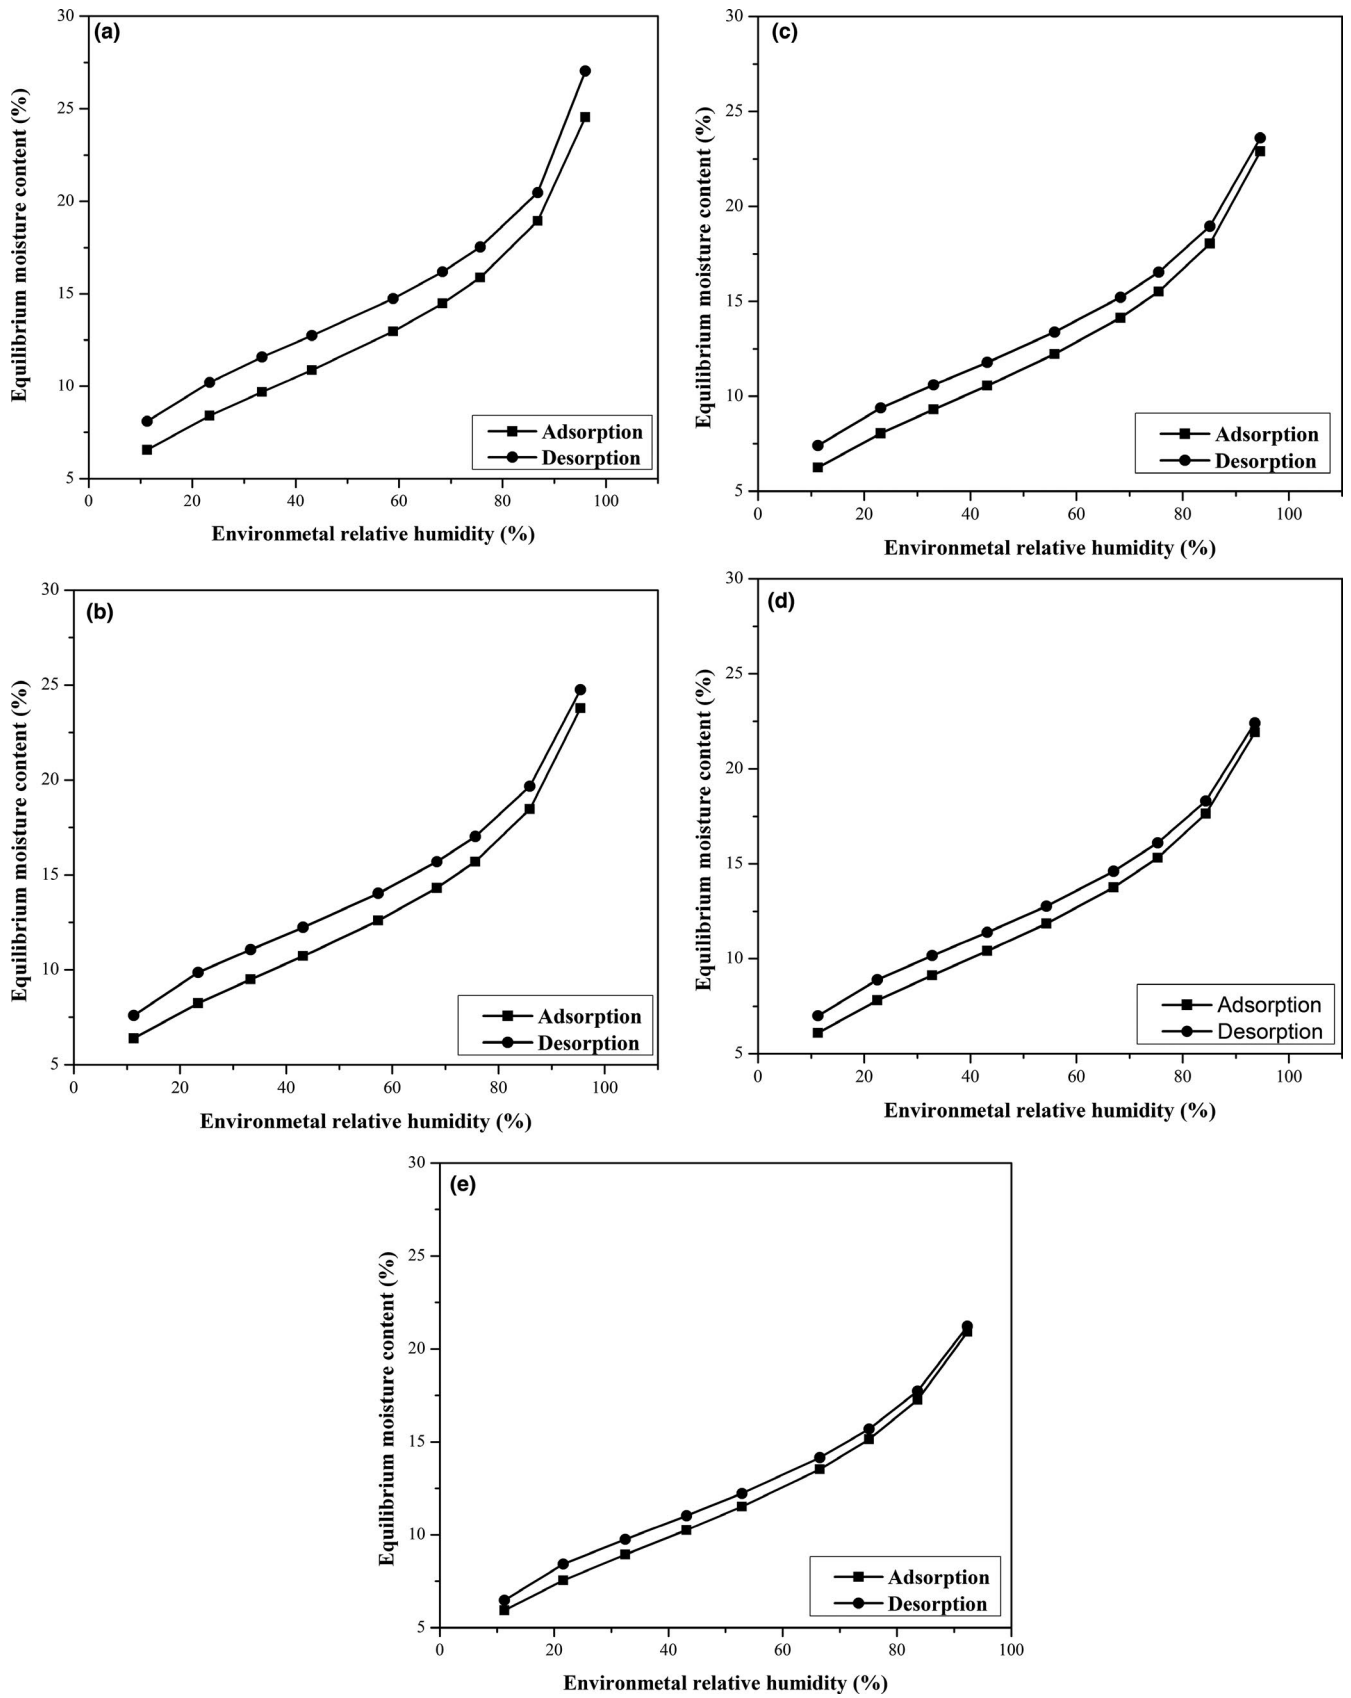 (a)
Equilibrium moisture content (%)
30
25
20
15
10
5
0 20 40 60 80 100
Environmetal relative humidity (%)
Adsorption
Desorption
(c)
Equilibrium moisture content (%)
30
25
20
15
10
5
0 20 40 60 80 100
Environmetal relative humidity (%)
Adsorption
Desorption
(b)
Equilibrium moisture content (%)
30
25
20
15
10
5
0 20 40 60 80 100
Environmetal relative humidity (%)
Adsorption
Desorption
(d)
Equilibrium moisture content (%)
30
25
20
15
10
5
0 20 40 60 80 100
Environmetal relative humidity (%)
Adsorption
Desorption
(e)
Equilibrium moisture content (%)
30
25
20
15
10
5
0 20 40 60 80 100
Environmetal relative humidity (%)
Adsorption
Desorption